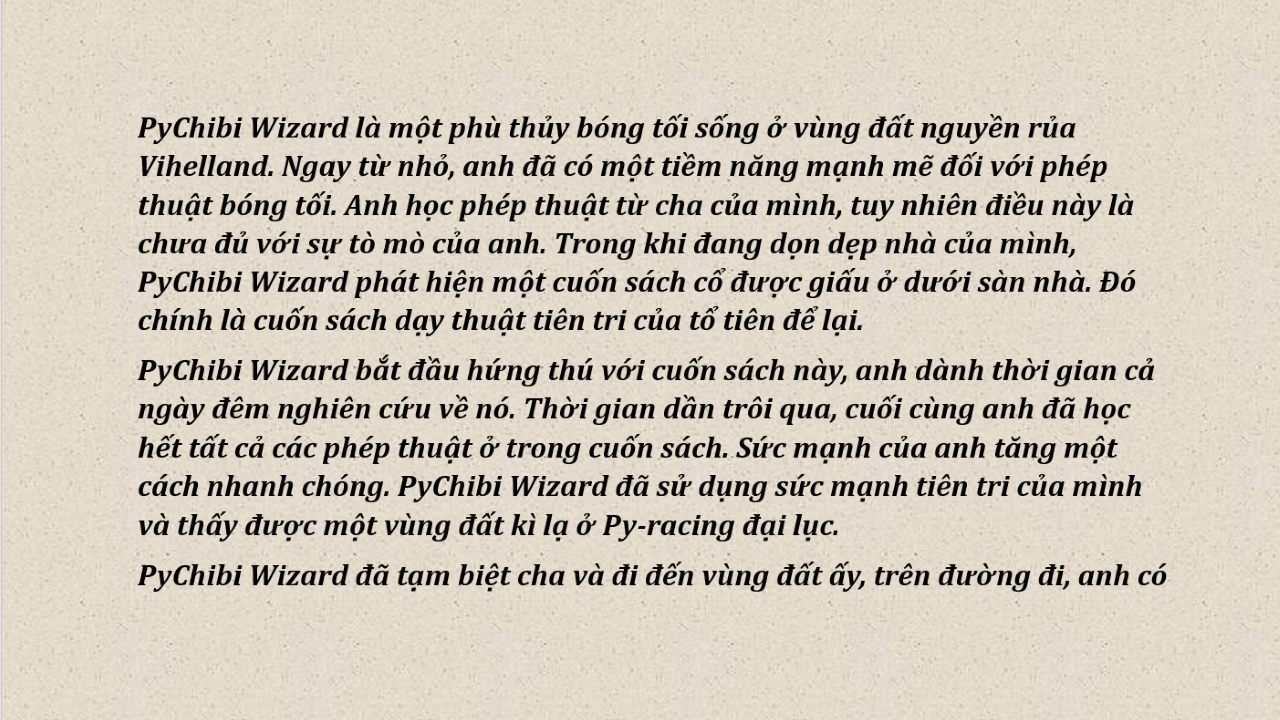 PyChibi Wizard là một phù thủy bóng tối sống ở vùng đất nguyền rủa
Vihelland. Ngay từ nhỏ, anh đã có một tiềm năng mạnh mẽ đối với phép
thuật bóng tối. Anh học phép thuật từ cha của mình, tuy nhiên điều này là
chưa đủ với sự tò mò của anh. Trong khi đang dọn dẹp nhà của mình,
PyChibi Wizard phát hiện một cuốn sách cổ được giấu ở dưới sàn nhà. Đó
chính là cuốn sách dạy thuật tiên tri của tổ tiên để lại.
PyChibi Wizard bắt đầu hứng thú với cuốn sách này, anh dành thời gian cả
ngày đêm nghiên cứu về nó. Thời gian dần trôi qua, cuối cùng anh đã học
hết tất cả các phép thuật ở trong cuốn sách. Sức mạnh của anh tăng một
cách nhanh chóng. PyChibi Wizard đã sử dụng sức mạnh tiên tri của mình
và thấy được một vùng đất kì lạ ở Py-racing đại lục.
PyChibi Wizard đã tạm biệt cha và đi đến vùng đất ấy, trên đường đi, anh có